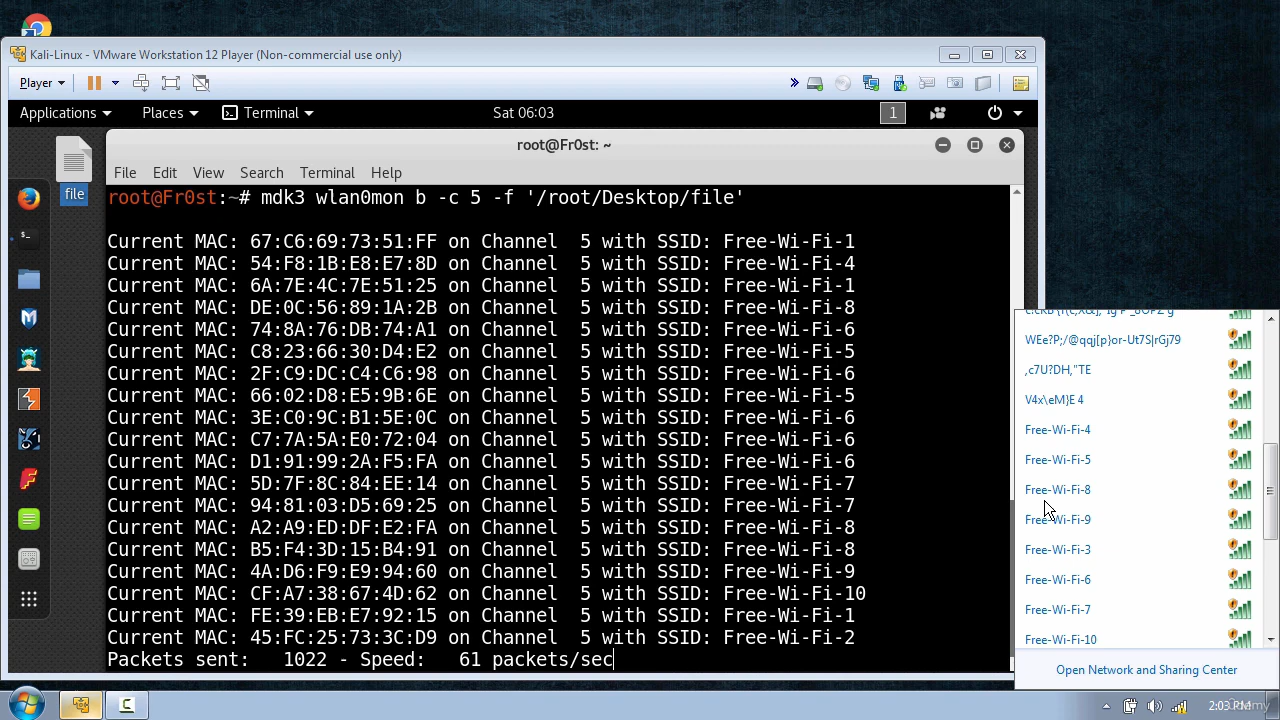 Kali-Linux - VMware Workstation 12 Player (Non-commercial use only)
Player
Applications Places Terminal Sat 06:03 1
root@Fr0st: ~
file
File Edit View Search Terminal Help
root@Fr0st:~# mdk3 wlan0mon b -c 5 -f '/root/Desktop/file'
Current MAC: 67:C6:69:73:51:FF on Channel 5 with SSID: Free-Wi-Fi-1
Current MAC: 54:F8:1B:E8:E7:8D on Channel 5 with SSID: Free-Wi-Fi-4
Current MAC: 6A:7E:4C:7E:51:25 on Channel 5 with SSID: Free-Wi-Fi-1
Current MAC: DE:0C:56:89:1A:2B on Channel 5 with SSID: Free-Wi-Fi-8
Current MAC: 74:8A:76:DB:74:A1 on Channel 5 with SSID: Free-Wi-Fi-6
Current MAC: C8:23:66:30:D4:E2 on Channel 5 with SSID: Free-Wi-Fi-5
Current MAC: 2F:C9:DC:C4:C6:98 on Channel 5 with SSID: Free-Wi-Fi-6
Current MAC: 66:02:D8:E5:9B:6E on Channel 5 with SSID: Free-Wi-Fi-5
Current MAC: 3E:C0:9C:B1:5E:0C on Channel 5 with SSID: Free-Wi-Fi-6
Current MAC: C7:7A:5A:E0:72:04 on Channel 5 with SSID: Free-Wi-Fi-6
Current MAC: D1:91:99:2A:F5:FA on Channel 5 with SSID: Free-Wi-Fi-6
Current MAC: 5D:7F:8C:84:EE:14 on Channel 5 with SSID: Free-Wi-Fi-7
Current MAC: 94:81:03:D5:69:25 on Channel 5 with SSID: Free-Wi-Fi-7
Current MAC: A2:A9:ED:DF:E2:FA on Channel 5 with SSID: Free-Wi-Fi-8
Current MAC: B5:F4:3D:15:B4:91 on Channel 5 with SSID: Free-Wi-Fi-8
Current MAC: 4A:D6:F9:E9:94:60 on Channel 5 with SSID: Free-Wi-Fi-9
Current MAC: CF:A7:38:67:4D:62 on Channel 5 with SSID: Free-Wi-Fi-10
Current MAC: FE:39:EB:E7:92:15 on Channel 5 with SSID: Free-Wi-Fi-1
Current MAC: 45:FC:25:73:3C:D9 on Channel 5 with SSID: Free-Wi-Fi-2
Packets sent: 1022 - Speed: 61 packets/sec
WEe?P;/@qqj[p}or-Ut7S|rGj79
,c7U?DH,"TE
V4x\eM}E 4
Free-Wi-Fi-4
Free-Wi-Fi-5
Free-Wi-Fi-8
Free-Wi-Fi-9
Free-Wi-Fi-3
Free-Wi-Fi-6
Free-Wi-Fi-7
Free-Wi-Fi-10
Open Network and Sharing Center
2:03 PM
Udemy